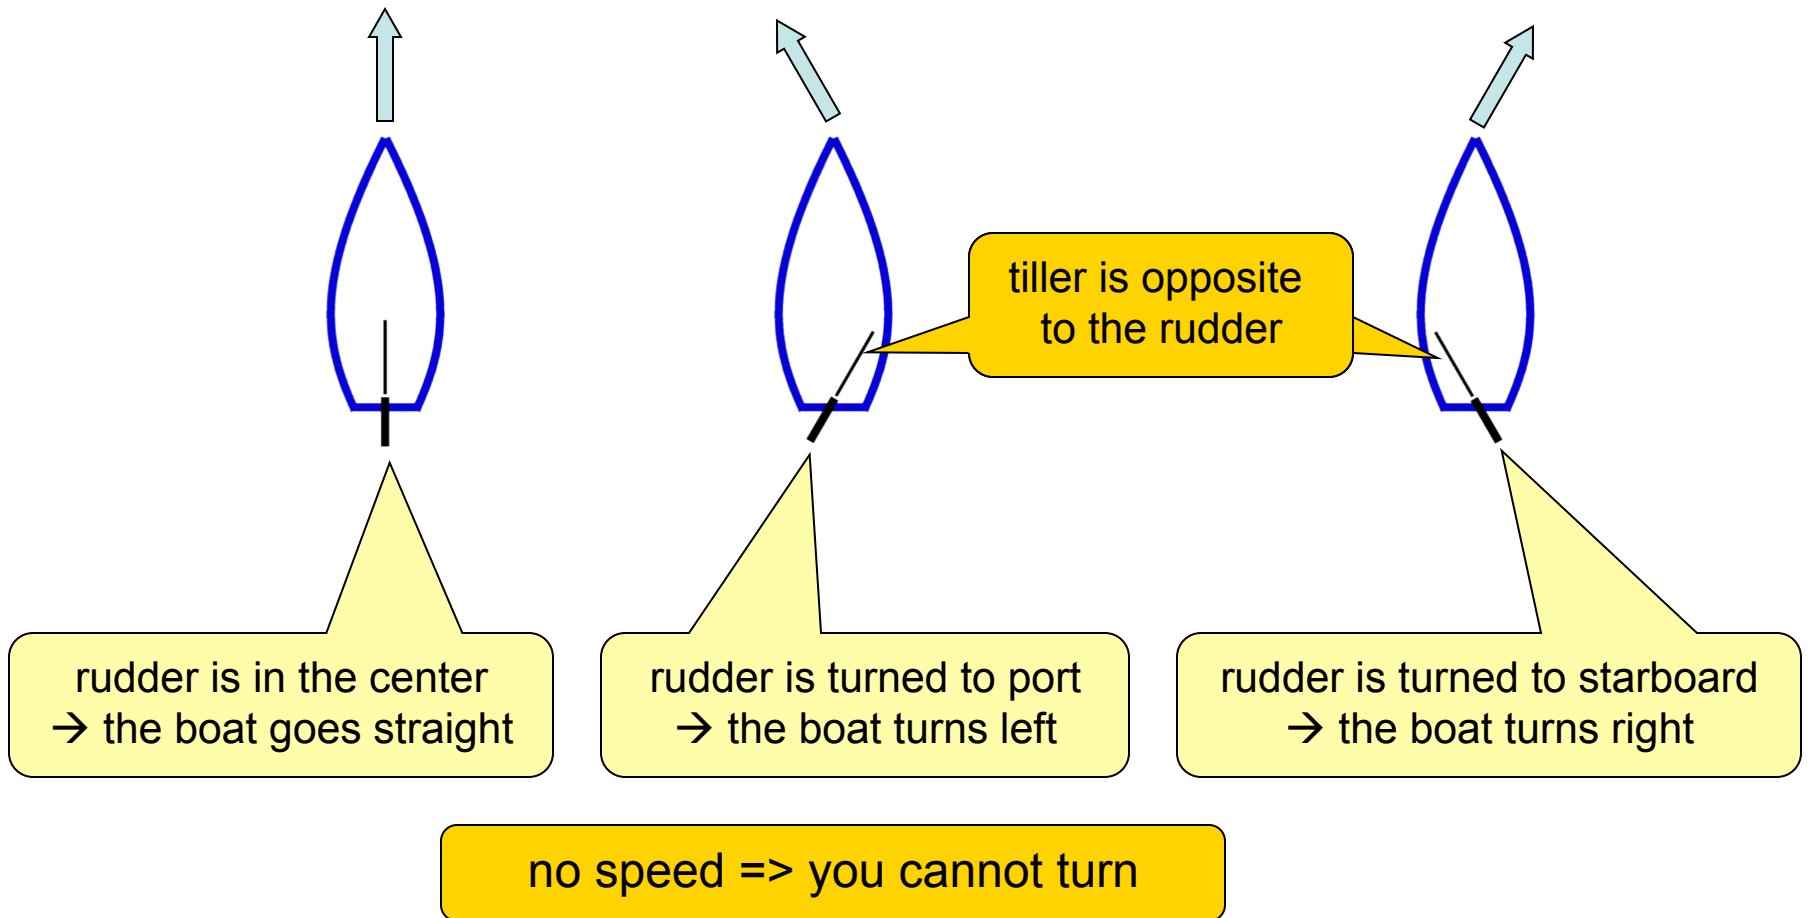 tiller is opposite
to the rudder
rudder is in the center
→ the boat goes straight
rudder is turned to port
→ the boat turns left
rudder is turned to starboard
→ the boat turns right
no speed => you cannot turn